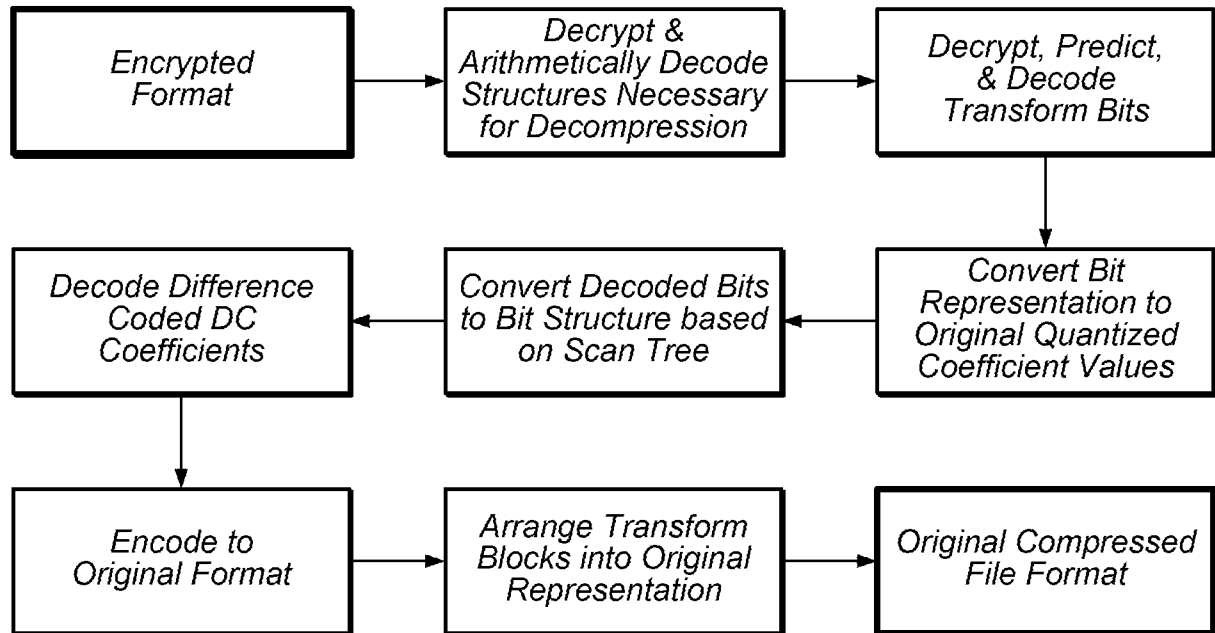 Encrypted
Format
Decrypt &
Arithmetically Decode
Structures Necessary
for Decompression
Decrypt, Predict,
& Decode
Transform Bits
Decode Difference
Coded DC
Coefficients
Convert Decoded Bits
to Bit Structure based
on Scan Tree
Convert Bit
Representation to
Original Quantized
Coefficient Values
Encode to
Original Format
Arrange Transform
Blocks into Original
Representation
Original Compressed
File Format